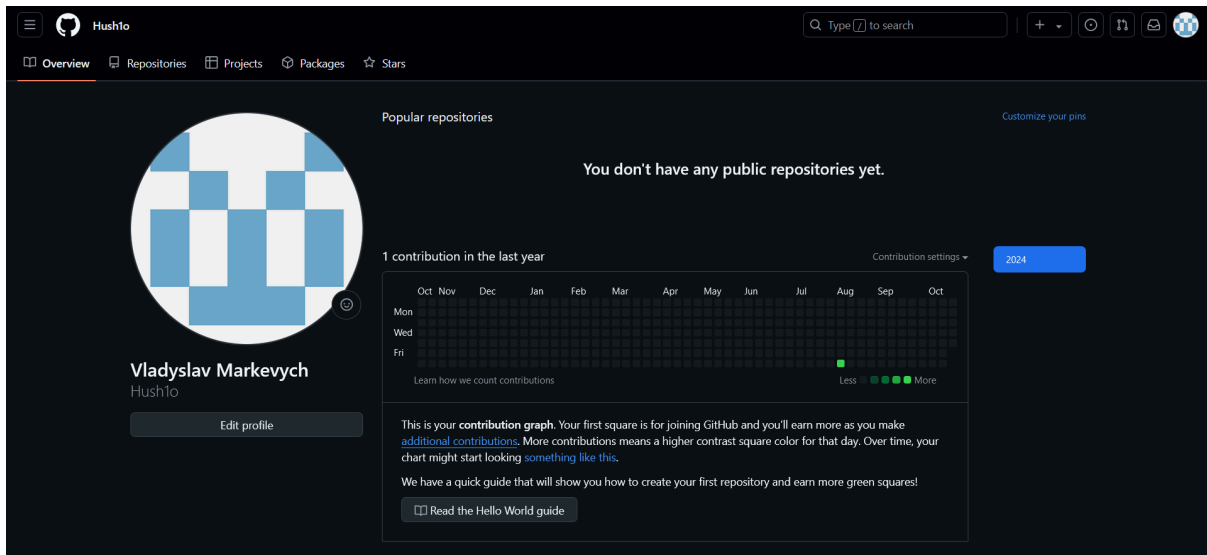 Hush1o
Type / to search
Overview Repositories Projects Packages Stars
Popular repositories Customize your pins
You don't have any public repositories yet.
1 contribution in the last year Contribution settings 2024
Oct Nov Dec Jan Feb Mar Apr May Jun Jul Aug Sep Oct
Mon
Wed
Fri
Learn how we count contributions Less More
Vladyslav Markevych
Hush1o
Edit profile
This is your contribution graph. Your first square is for joining GitHub and you'll earn more as you make
additional contributions. More contributions means a higher contrast square color for that day. Over time, your
chart might start looking something like this.
We have a quick guide that will show you how to create your first repository and earn more green squares!
Read the Hello World guide